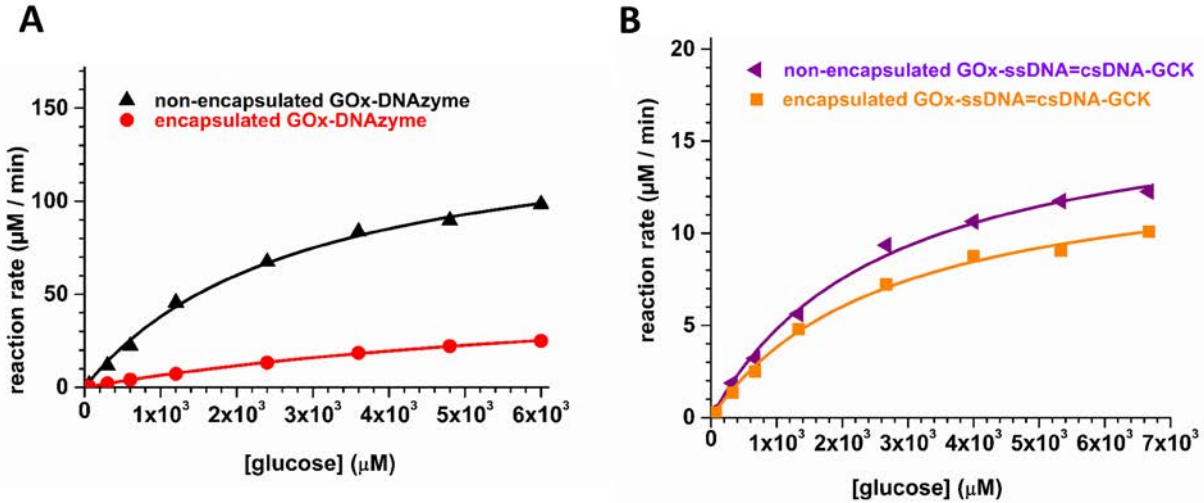 A
non-encapsulated GOx-DNAzyme
encapsulated GOx-DNAzyme
reaction rate (µM / min)
150
100
50
0
0
1x10³
2x10³
3x10³
4x10³
5x10³
6x10³
[glucose] (µM)
B
non-encapsulated GOx-ssDNA=csDNA-GCK
encapsulated GOx-ssDNA=csDNA-GCK
reaction rate (µM / min)
20
15
10
5
0
0
1x10³
2x10³
3x10³
4x10³
5x10³
6x10³
7x10³
[glucose] (µM)